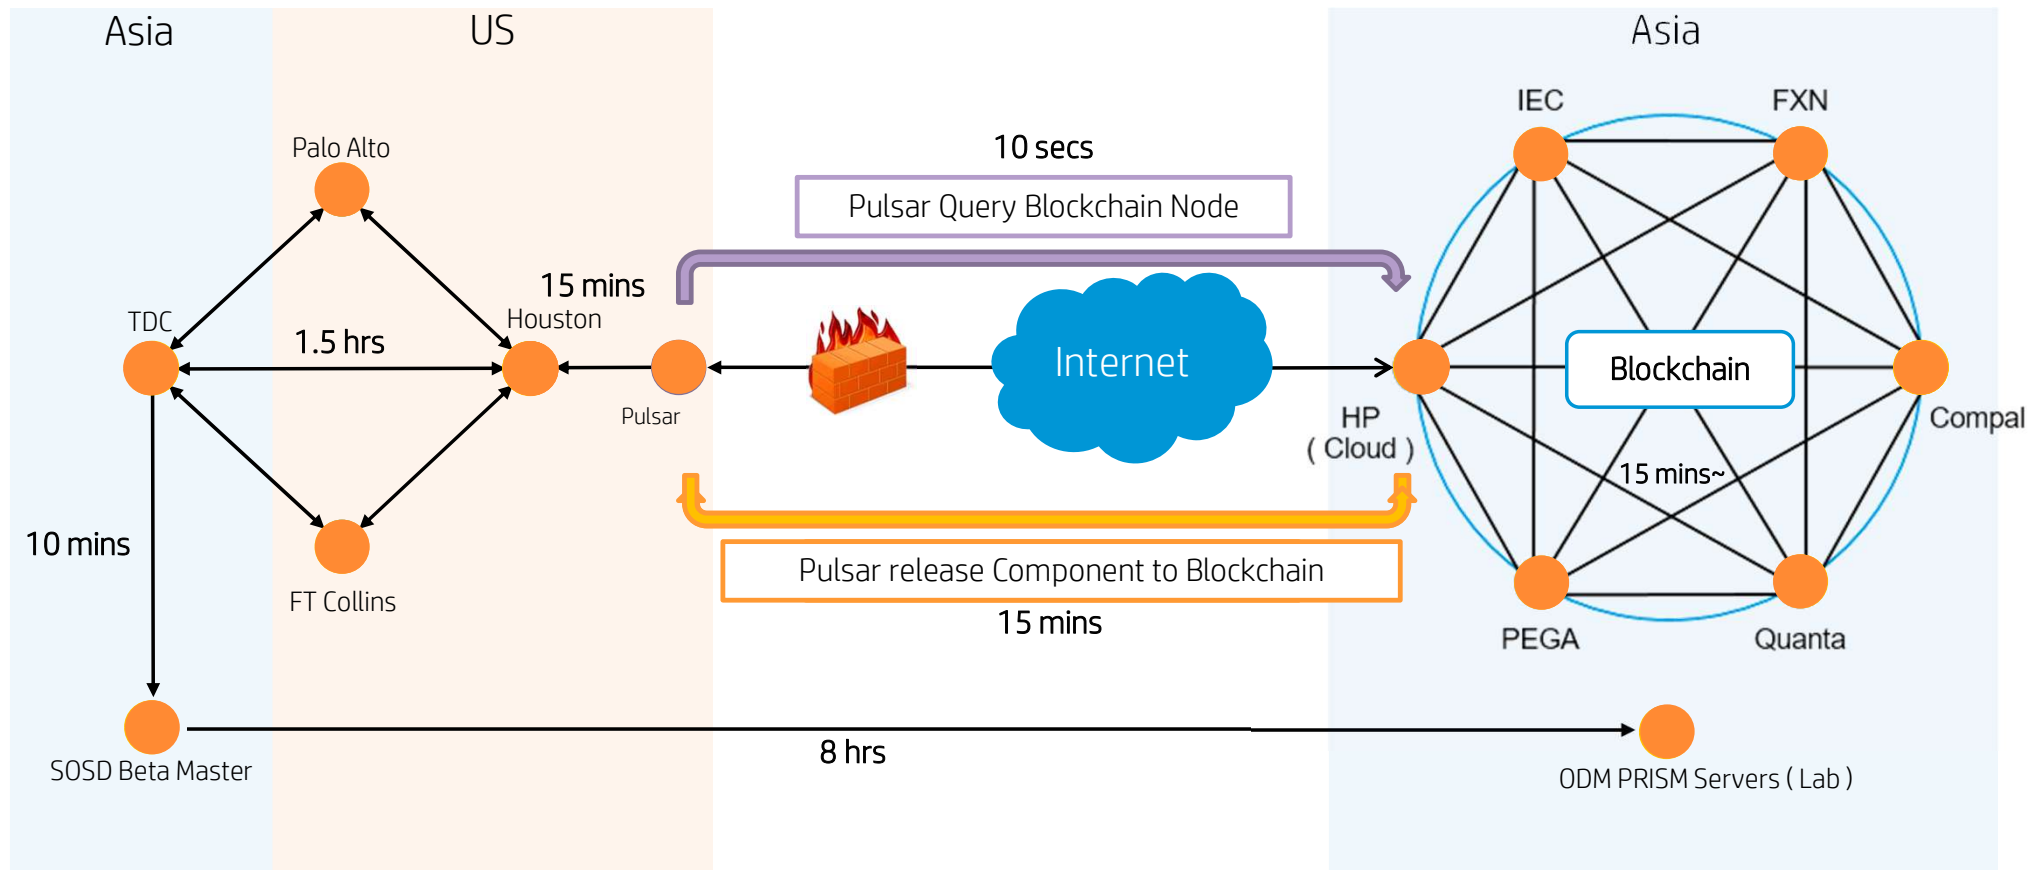 Asia
US
Asia
IEC
FXN
Palo Alto
10 secs
Pulsar Query Blockchain Node
15 mins
TDC
Houston
1.5 hrs
Internet
Blockchain
Pulsar
HP
( Cloud )
Compal
15 mins~
10 mins
Pulsar release Component to Blockchain
FT Collins
15 mins
PEGA
Quanta
8 hrs
SOSD Beta Master
ODM PRISM Servers ( Lab )